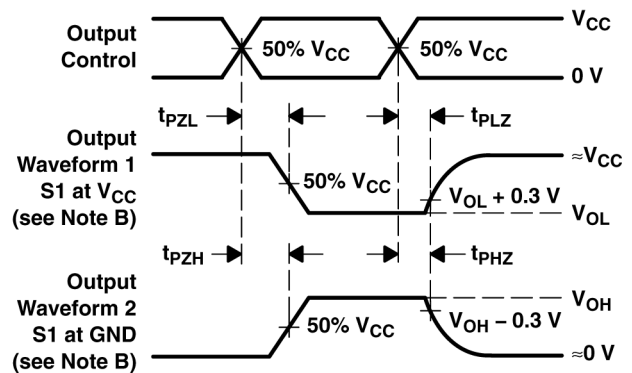 Output
Control
50% VCC
50% VCC
VCC
0 V
tPZL
tPLZ
Output
Waveform 1
S1 at VCC
(see Note B)
50% VCC
≈VCC
VOL + 0.3 V
VOL
tPZH
tPHZ
Output
Waveform 2
S1 at GND
(see Note B)
50% VCC
VOH
VOH – 0.3 V
≈0 V